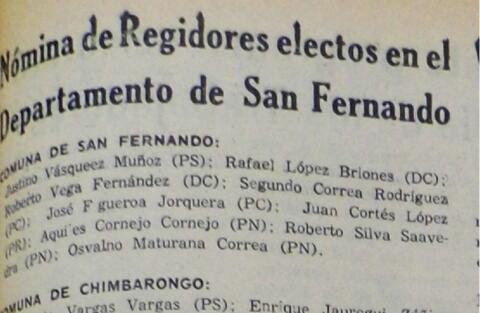 Nómina de Regidores electos en el
Departamento de San Fernando
COMUNA DE SAN FERNANDO:
Justino Vásqueez Muñoz (PS); Rafael López Briones (DC);
Roberto Vega Fernández (DC); Segundo Correa Rodríguez
(PC); José F gueroa Jorquera (PC); Juan Cortés López
(PR); Aqui'es Cornejo Cornejo (PN); Roberto Silva Saave-
dra (PN); Osvalno Maturana Correa (PN).
COMUNA DE CHIMBARONGO:
Vargas Vargas (PS); Enrique